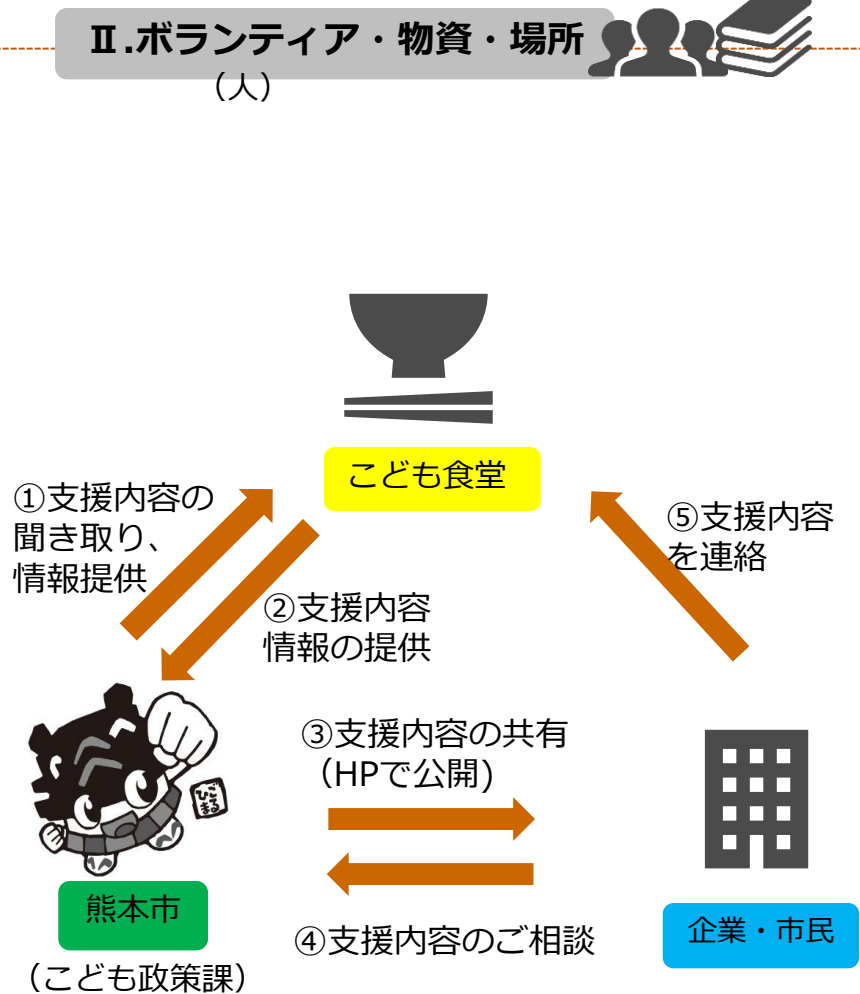 Ⅱ.ボランティア・物資・場所
（人）
こども食堂
①支援内容の
聞き取り、
情報提供
②支援内容
情報の提供
⑤支援内容
を連絡
③支援内容の共有
（HPで公開)
ひごまる
熊本市
（こども政策課）
④支援内容のご相談
企業・市民